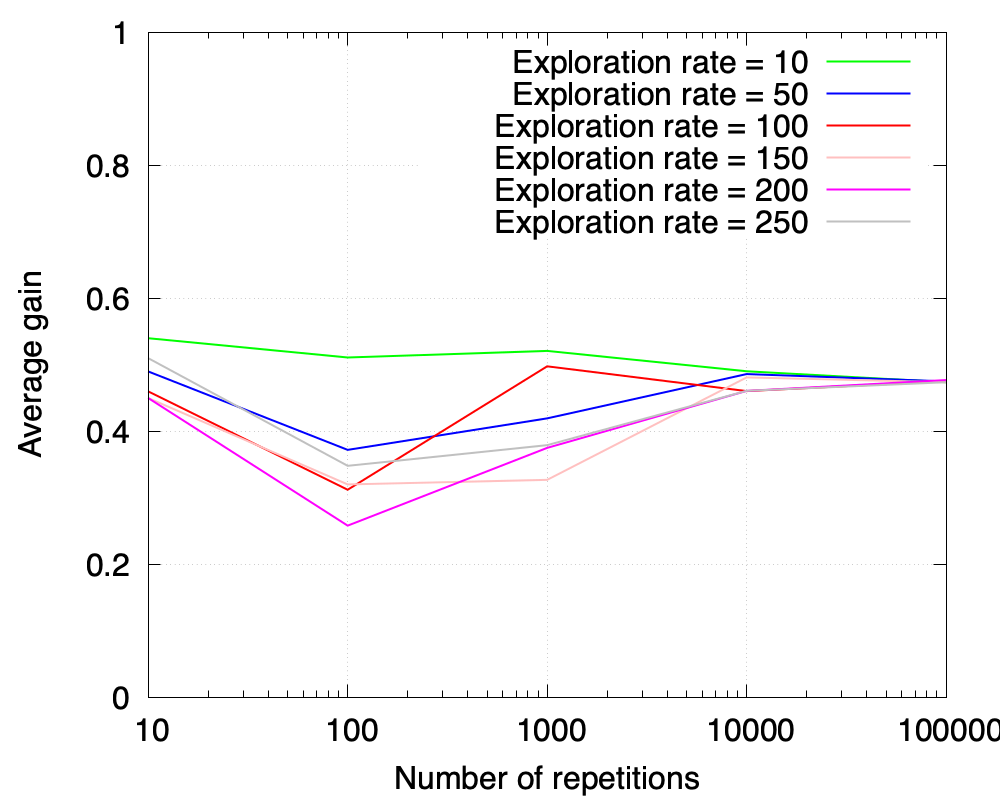 1
0.8
0.6
0.4
0.2
0
Average gain
Exploration rate = 10
Exploration rate = 50
Exploration rate = 100
Exploration rate = 150
Exploration rate = 200
Exploration rate = 250
10 100 1000 10000 100000
Number of repetitions